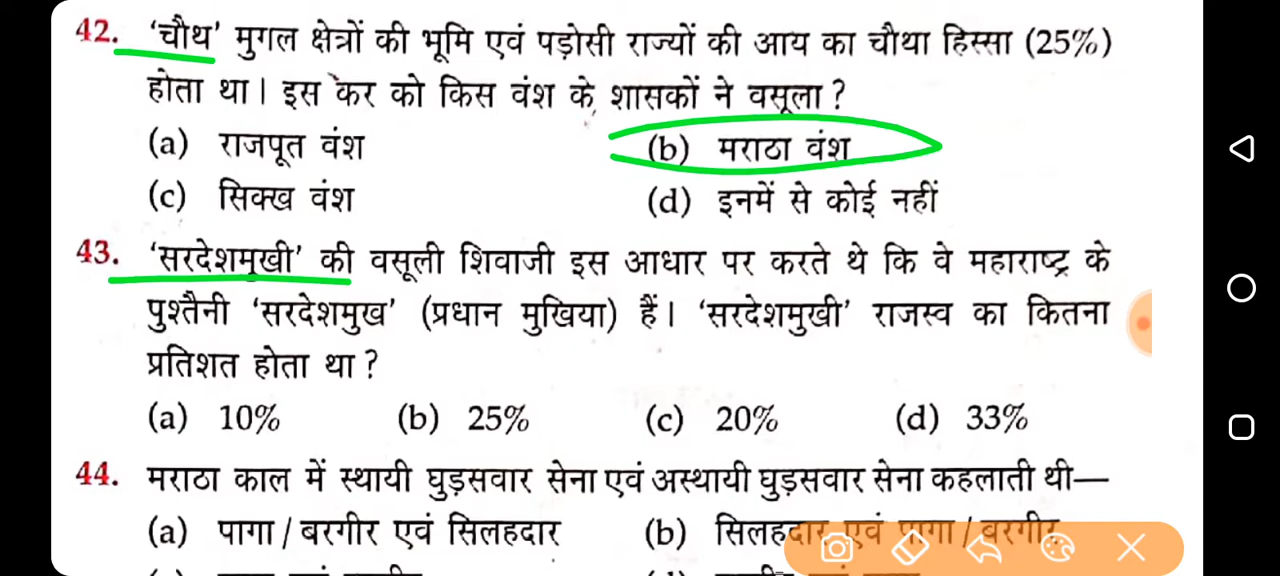 42. ‘चौथ’ मुगल क्षेत्रों की भूमि एवं पड़ोसी राज्यों की आय का चौथा हिस्सा (25%)
होता था। इस कर को किस वंश के शासकों ने वसूला?
(a) राजपूत वंश (b) मराठा वंश
(c) सिक्ख वंश (d) इनमें से कोई नहीं
43. ‘सरदेशमुखी’ की वसूली शिवाजी इस आधार पर करते थे कि वे महाराष्ट्र के
पुश्तैनी ‘सरदेशमुख’ (प्रधान मुखिया) हैं। ‘सरदेशमुखी’ राजस्व का कितना
प्रतिशत होता था?
(a) 10% (b) 25% (c) 20% (d) 33%
44. मराठा काल में स्थायी घुड़सवार सेना एवं अस्थायी घुड़सवार सेना कहलाती थी—
(a) पागा/बरगीर एवं सिलहदार (b) सिलहदार एवं पागा/बरगीर